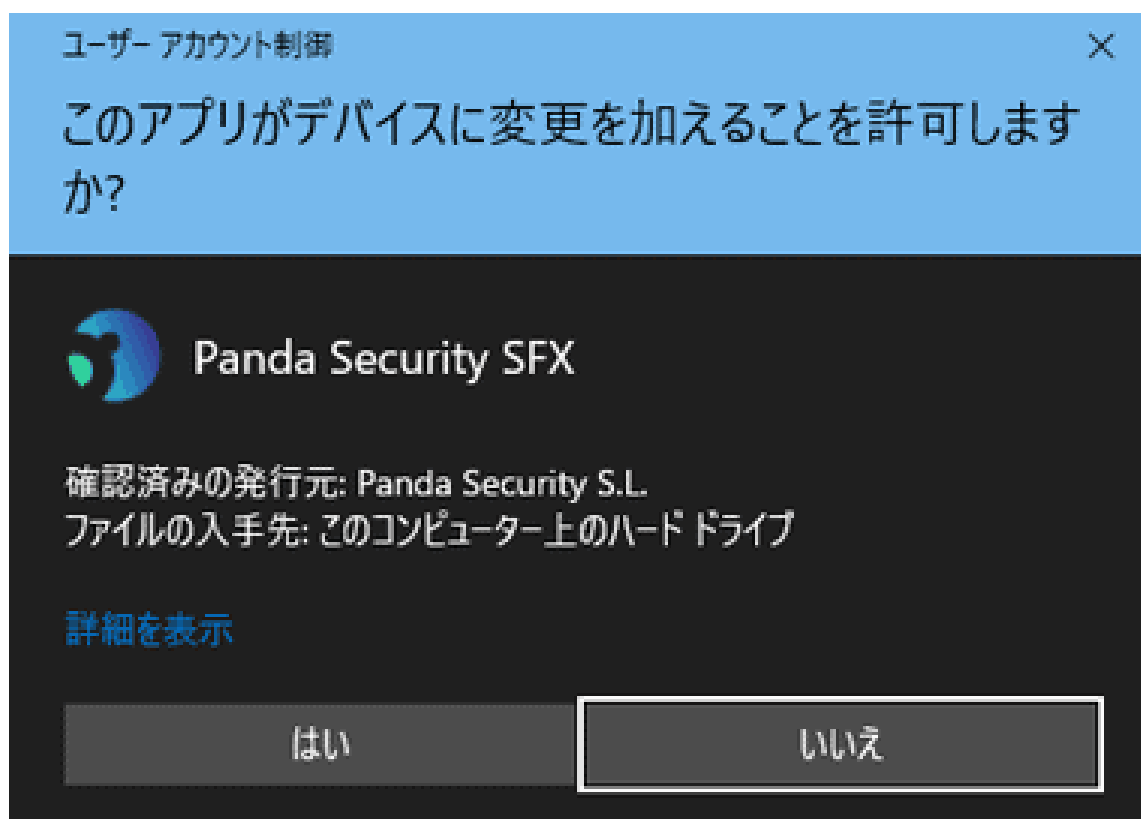 ユーザー アカウント制御
このアプリがデバイスに変更を加えることを許可します
か?
Panda Security SFX
確認済みの発行元: Panda Security S.L.
ファイルの入手先: このコンピューター上のハード ドライブ
詳細を表示
はい
いいえ